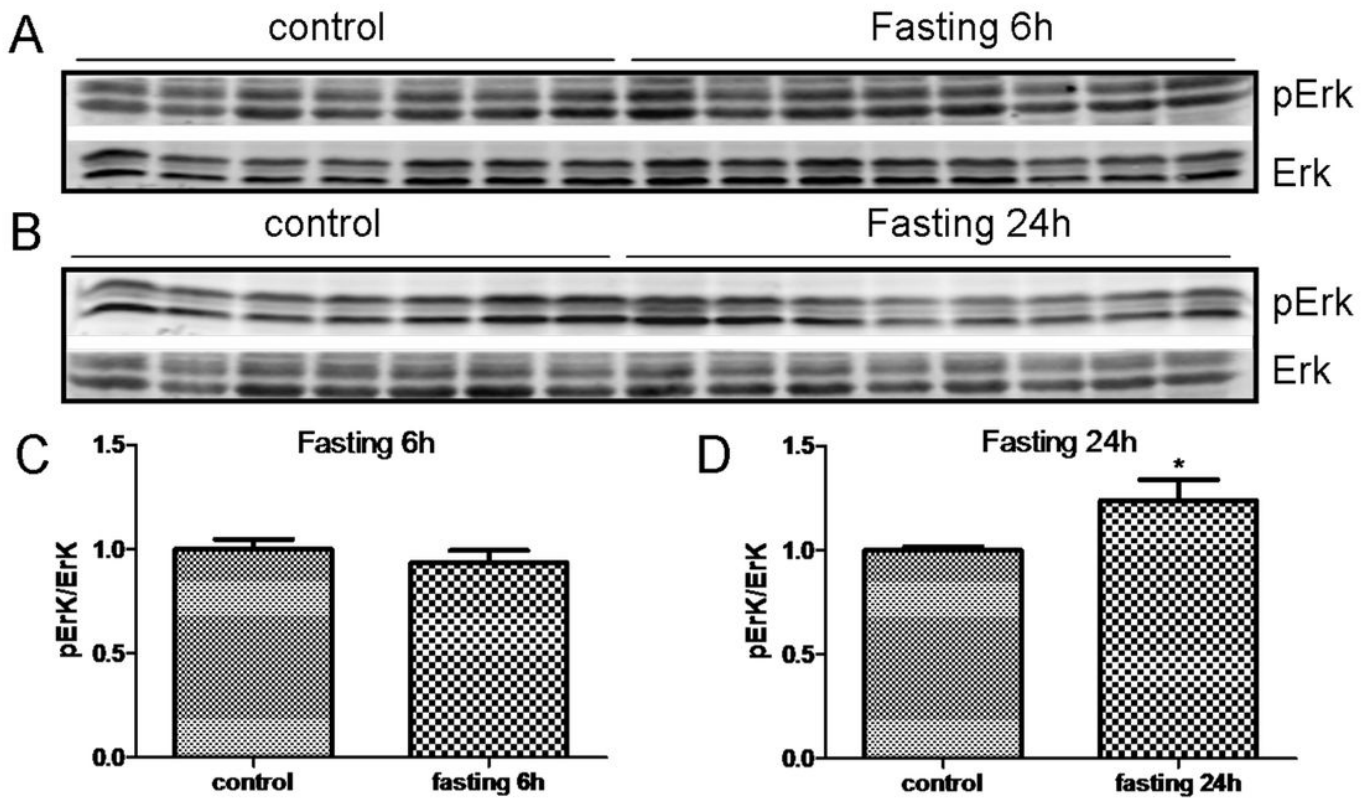 A control Fasting 6h
pErk
Erk
B control Fasting 24h
pErk
Erk
C Fasting 6h
1.5
1.0
0.5
0.0
pErK/ErK
control fasting 6h
D Fasting 24h
1.5
1.0
0.5
0.0
pErK/ErK
*
control fasting 24h